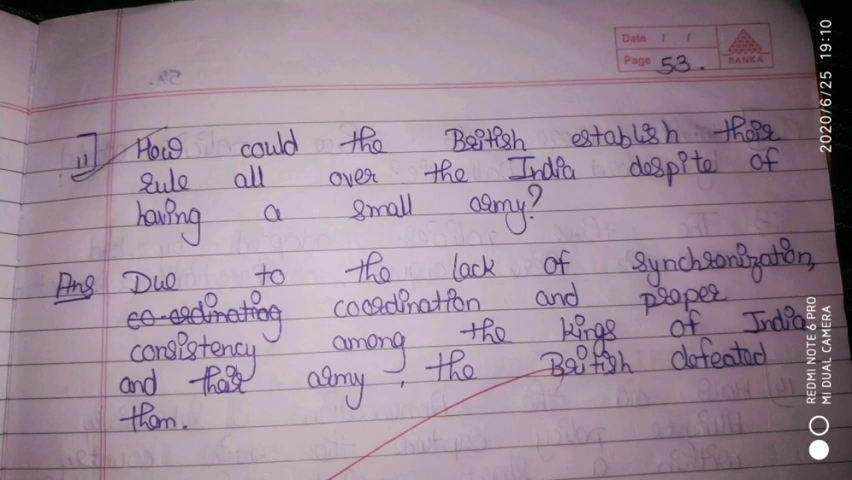 Date / /
Page 53.
RANKA
11] How could the British establish their
rule all over the India despite of
having a small army?
Ans Due to the lack of synchronization,
co-ordinating coordination and proper
consistency among the kings of India
and their army, the British defeated
them.
2020/6/25 19:10
REDMI NOTE 6 PRO
MI DUAL CAMERA